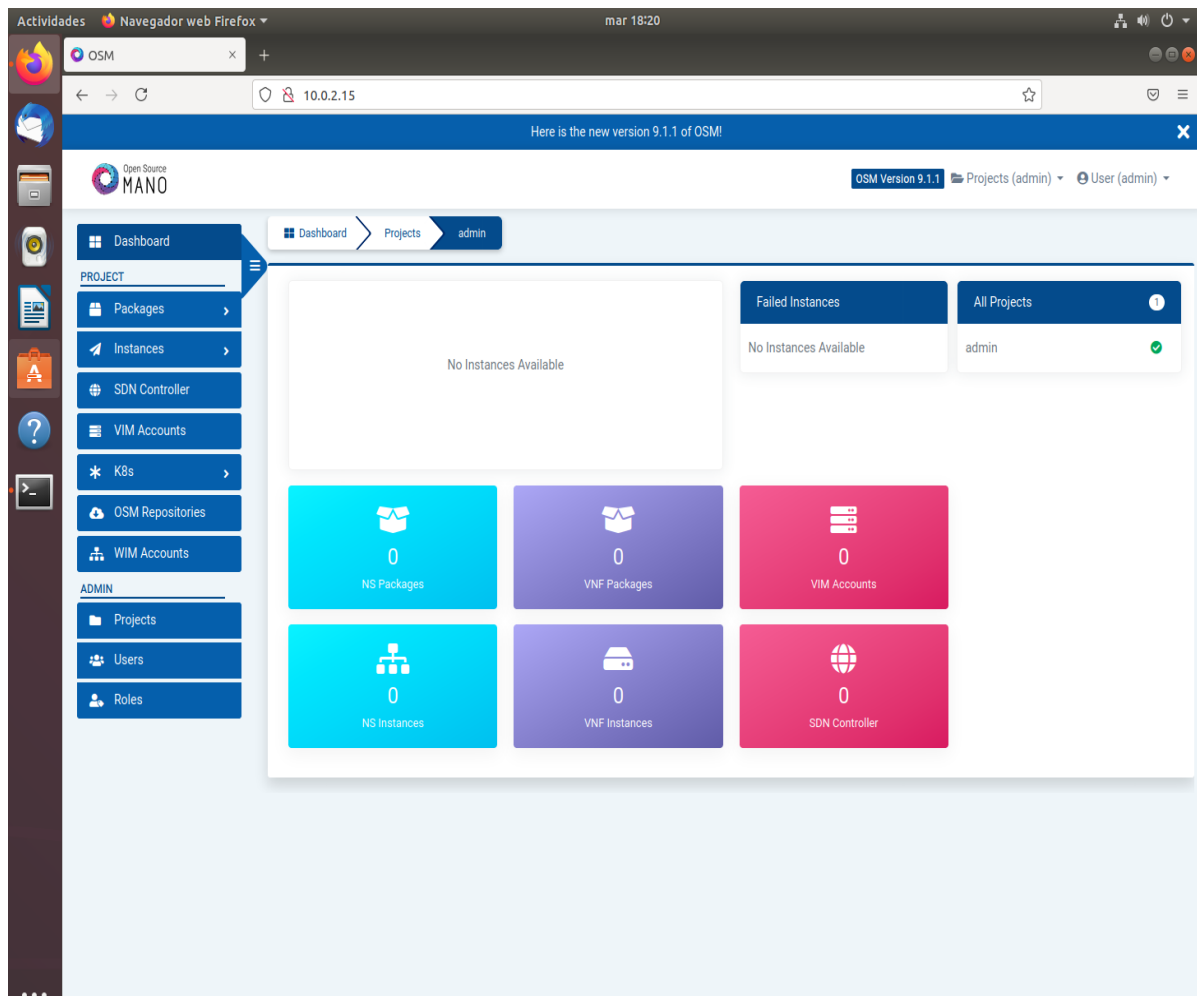 Actividades Navegador web Firefox mar 18:20
OSM
10.0.2.15
Here is the new version 9.1.1 of OSM!
Open Source
MANO
OSM Version 9.1.1 Projects (admin) User (admin)
Dashboard
PROJECT
Packages
Instances
SDN Controller
VIM Accounts
K8s
OSM Repositories
WIM Accounts
ADMIN
Projects
Users
Roles
Dashboard Projects admin
No Instances Available
Failed Instances
No Instances Available
All Projects 1
admin
0
NS Packages
0
VNF Packages
0
VIM Accounts
0
NS Instances
0
VNF Instances
0
SDN Controller